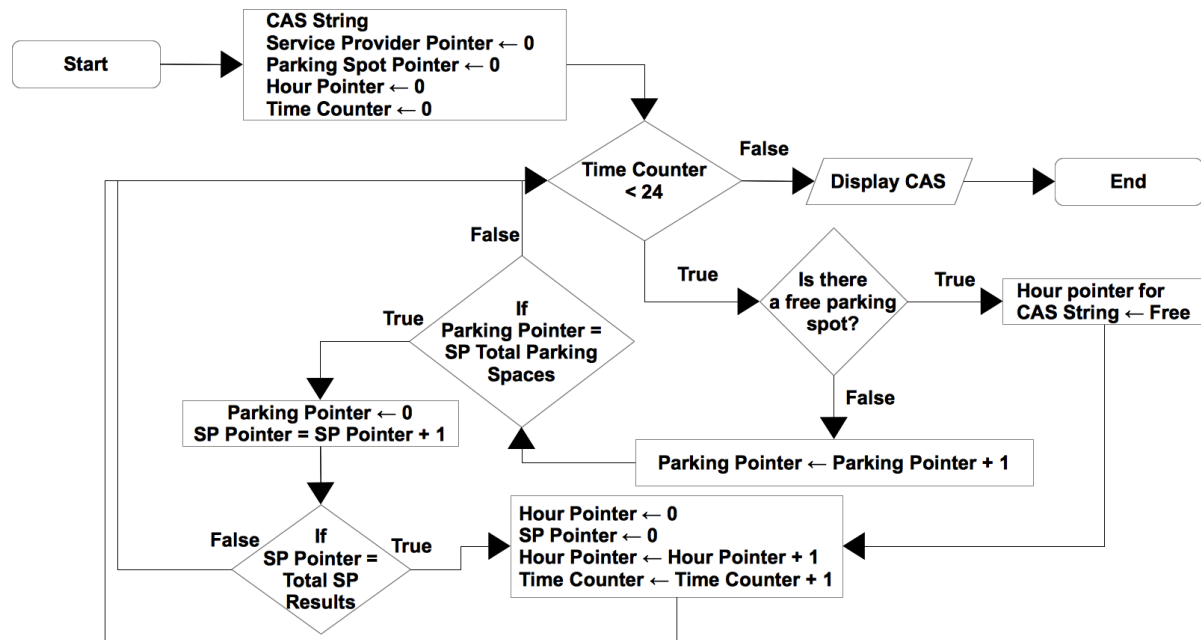 Start
CAS String
Service Provider Pointer ← 0
Parking Spot Pointer ← 0
Hour Pointer ← 0
Time Counter ← 0
Time Counter
< 24
False
Display CAS
End
True
Is there
a free parking
spot?
True
Hour pointer for
CAS String ← Free
False
Parking Pointer ← Parking Pointer + 1
False
If
Parking Pointer =
SP Total Parking
Spaces
True
Parking Pointer ← 0
SP Pointer = SP Pointer + 1
False
If
SP Pointer =
Total SP
Results
True
Hour Pointer ← 0
SP Pointer ← 0
Hour Pointer ← Hour Pointer + 1
Time Counter ← Time Counter + 1